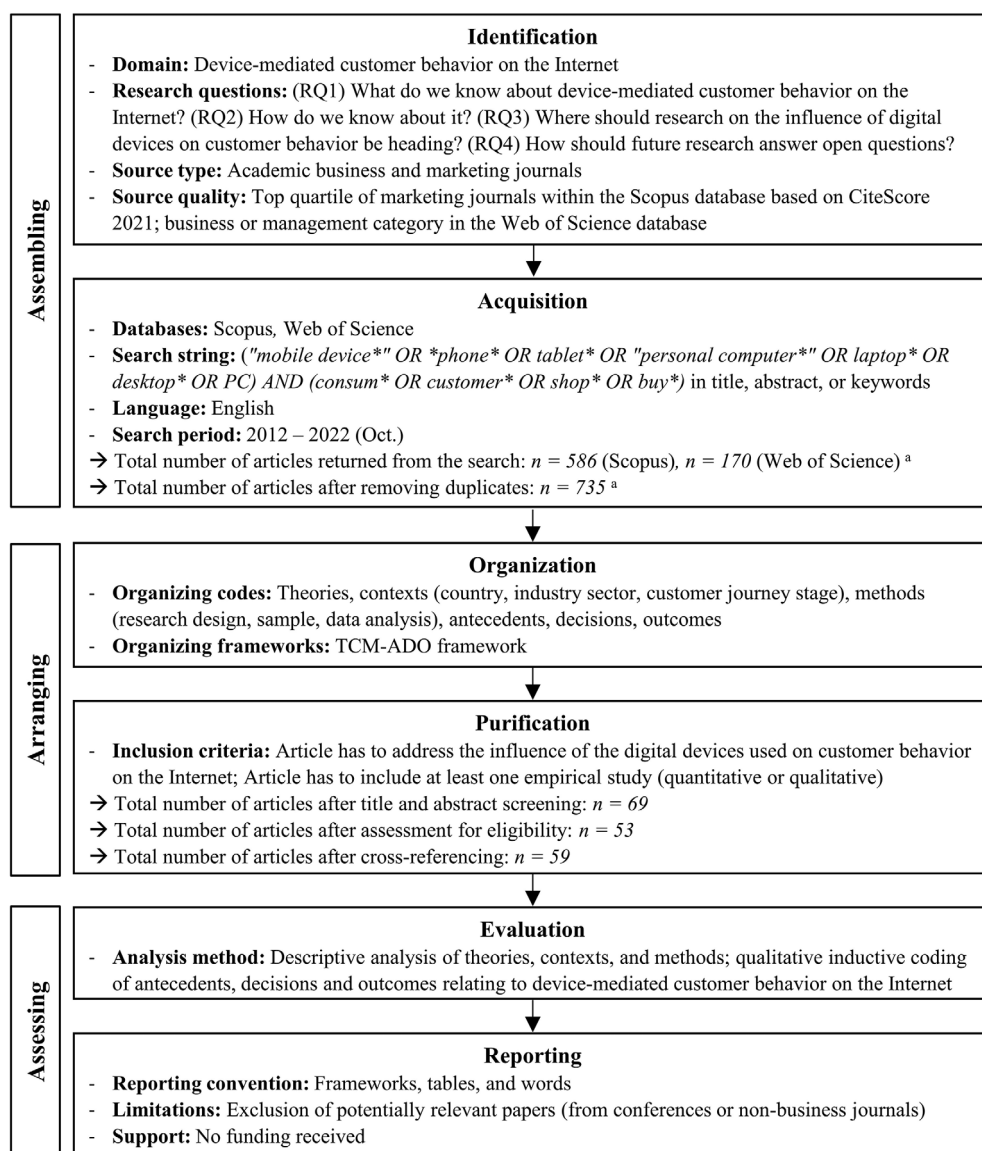 Assembling
Identification
- Domain: Device-mediated customer behavior on the Internet
- Research questions: (RQ1) What do we know about device-mediated customer behavior on the
Internet? (RQ2) How do we know about it? (RQ3) Where should research on the influence of digital
devices on customer behavior be heading? (RQ4) How should future research answer open questions?
- Source type: Academic business and marketing journals
- Source quality: Top quartile of marketing journals within the Scopus database based on CiteScore
2021; business or management category in the Web of Science database
Acquisition
- Databases: Scopus, Web of Science
- Search string: ("mobile device*" OR *phone* OR tablet* OR "personal computer*" OR laptop* OR
desktop* OR PC) AND (consum* OR customer* OR shop* OR buy*) in title, abstract, or keywords
- Language: English
- Search period: 2012 – 2022 (Oct.)
→ Total number of articles returned from the search: n = 586 (Scopus), n = 170 (Web of Science) ᵃ
→ Total number of articles after removing duplicates: n = 735 ᵃ
Arranging
Organization
- Organizing codes: Theories, contexts (country, industry sector, customer journey stage), methods
(research design, sample, data analysis), antecedents, decisions, outcomes
- Organizing frameworks: TCM-ADO framework
Purification
- Inclusion criteria: Article has to address the influence of the digital devices used on customer behavior
on the Internet; Article has to include at least one empirical study (quantitative or qualitative)
→ Total number of articles after title and abstract screening: n = 69
→ Total number of articles after assessment for eligibility: n = 53
→ Total number of articles after cross-referencing: n = 59
Assessing
Evaluation
- Analysis method: Descriptive analysis of theories, contexts, and methods; qualitative inductive coding
of antecedents, decisions and outcomes relating to device-mediated customer behavior on the Internet
Reporting
- Reporting convention: Frameworks, tables, and words
- Limitations: Exclusion of potentially relevant papers (from conferences or non-business journals)
- Support: No funding received